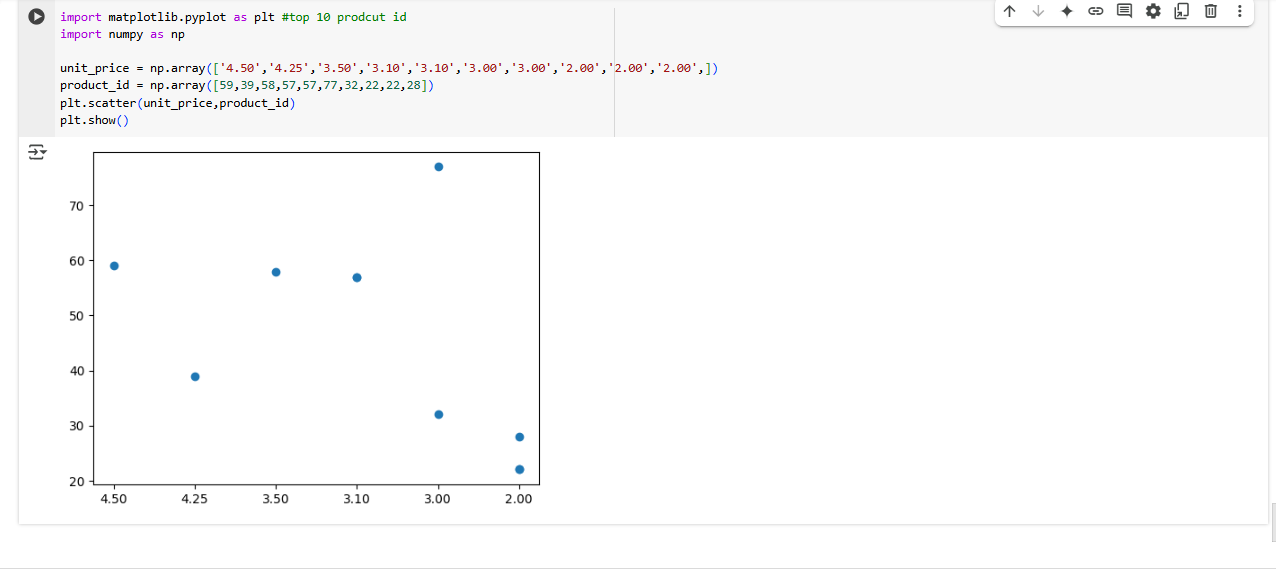 import matplotlib.pyplot as plt #top 10 prodcut id
import numpy as np
unit_price = np.array(['4.50','4.25','3.50','3.10','3.10','3.00','3.00','2.00','2.00','2.00',])
product_id = np.array([59,39,58,57,57,77,32,22,22,28])
plt.scatter(unit_price,product_id)
plt.show()
70
60
50
40
30
20
4.50 4.25 3.50 3.10 3.00 2.00